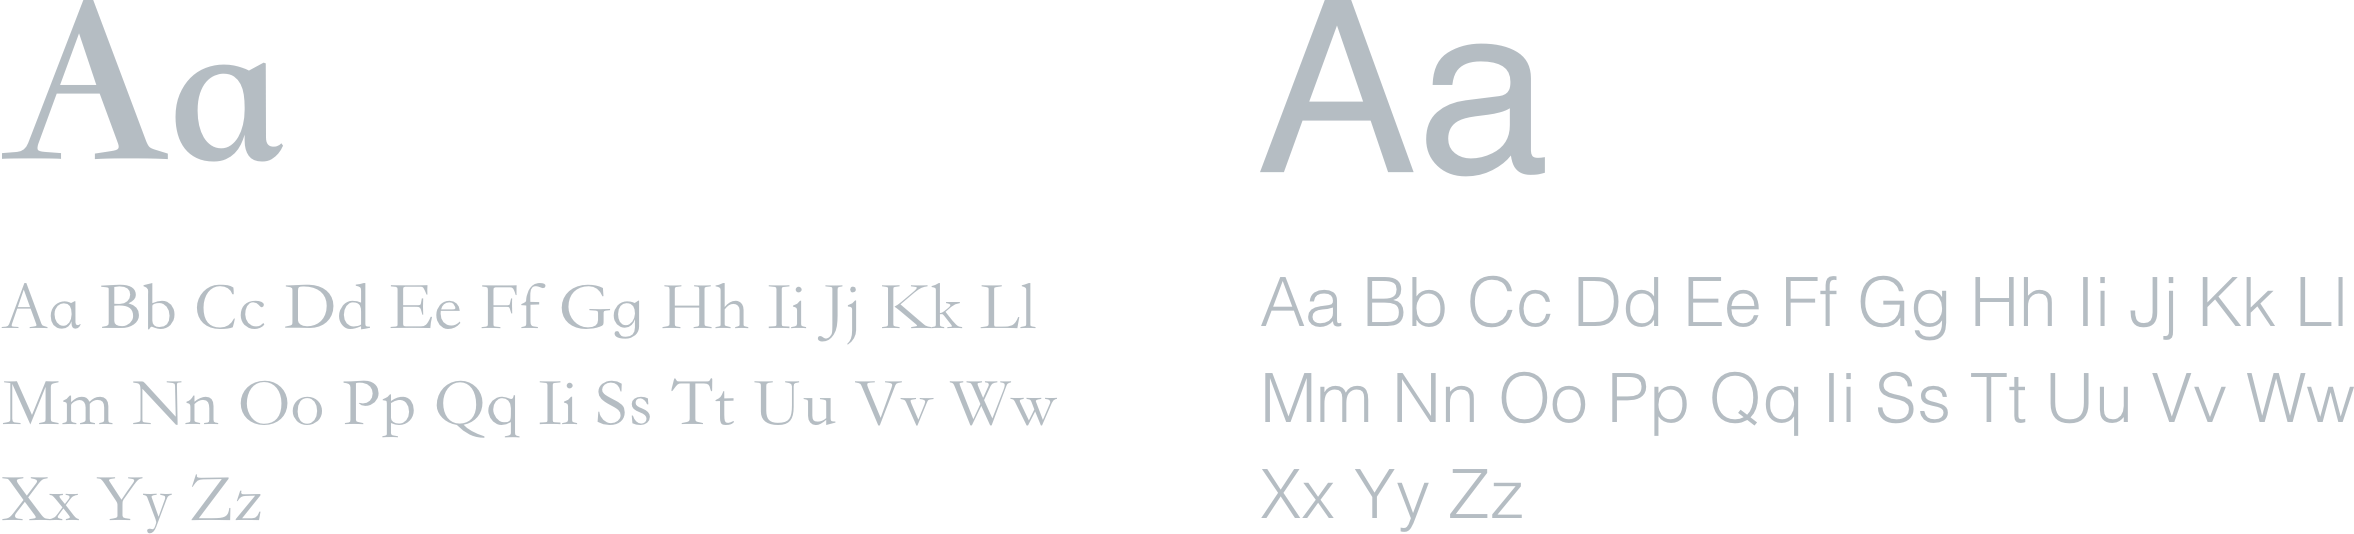 Aa
Aa Bb Cc Dd Ee Ff Gg Hh Ii Jj Kk Ll
Mm Nn Oo Pp Qq Ii Ss Tt Uu Vv Ww
Xx Yy Zz
Aa
Aa Bb Cc Dd Ee Ff Gg Hh Ii Jj Kk Ll
Mm Nn Oo Pp Qq Ii Ss Tt Uu Vv Ww
Xx Yy Zz